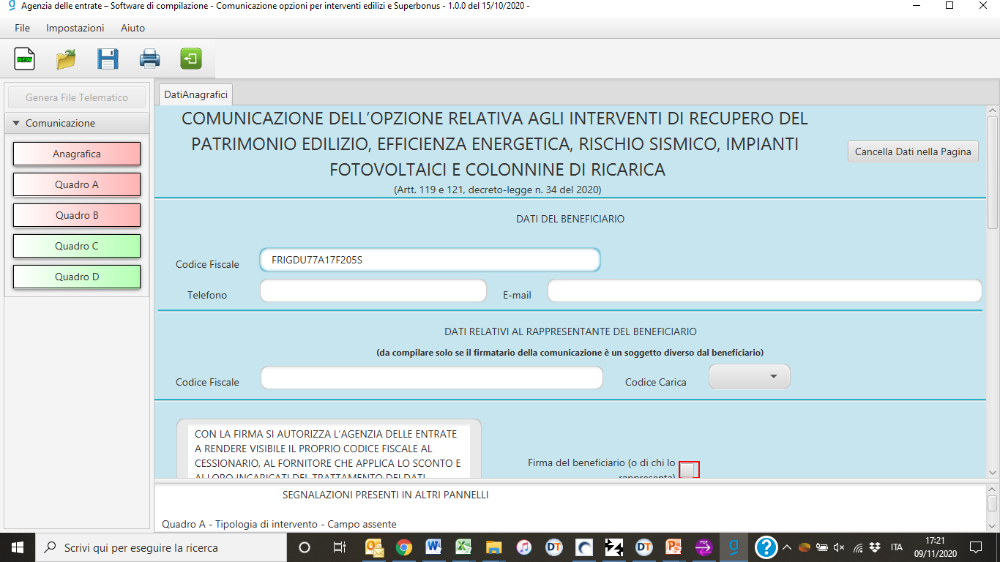 Agenzia delle entrate – Software di compilazione - Comunicazione opzioni per interventi edilizi e Superbonus - 1.0.0 del 15/10/2020 -
File Impostazioni Aiuto
NEW
Genera File Telematico
Comunicazione
Anagrafica
Quadro A
Quadro B
Quadro C
Quadro D
DatiAnagrafici
COMUNICAZIONE DELL’OPZIONE RELATIVA AGLI INTERVENTI DI RECUPERO DEL
PATRIMONIO EDILIZIO, EFFICIENZA ENERGETICA, RISCHIO SISMICO, IMPIANTI
FOTOVOLTAICI E COLONNINE DI RICARICA
(Artt. 119 e 121, decreto-legge n. 34 del 2020)
Cancella Dati nella Pagina
DATI DEL BENEFICIARIO
Codice Fiscale FRIGDU77A17F205S
Telefono E-mail
DATI RELATIVI AL RAPPRESENTANTE DEL BENEFICIARIO
(da compilare solo se il firmatario della comunicazione è un soggetto diverso dal beneficiario)
Codice Fiscale Codice Carica
CON LA FIRMA SI AUTORIZZA L’AGENZIA DELLE ENTRATE
A RENDERE VISIBILE IL PROPRIO CODICE FISCALE AL
CESSIONARIO, AL FORNITORE CHE APPLICA LO SCONTO E
AI LORO INCARICATI DEL TRATTAMENTO DEI DATI
Firma del beneficiario (o di chi lo
rappresenta)
SEGNALAZIONI PRESENTI IN ALTRI PANNELLI
Quadro A - Tipologia di intervento - Campo assente
Scrivi qui per eseguire la ricerca
DT
DT
PDF
ITA
17:21
09/11/2020